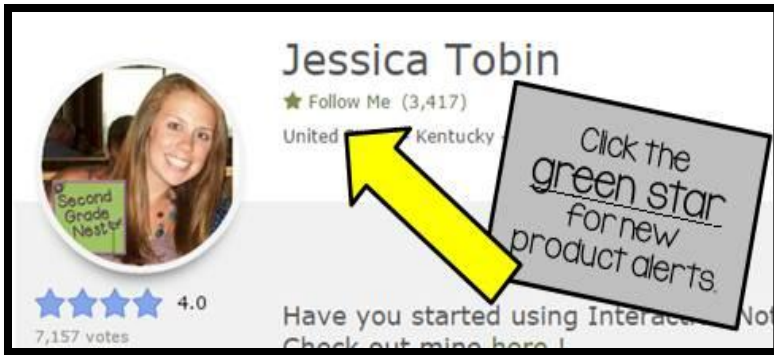 Jessica Tobin
Follow Me (3,417)
United Kentucky
Click the
green star
for new
product alerts.
Second
Grade
Nest
4.0
7,157 votes
Have you started using
Check out mine here !